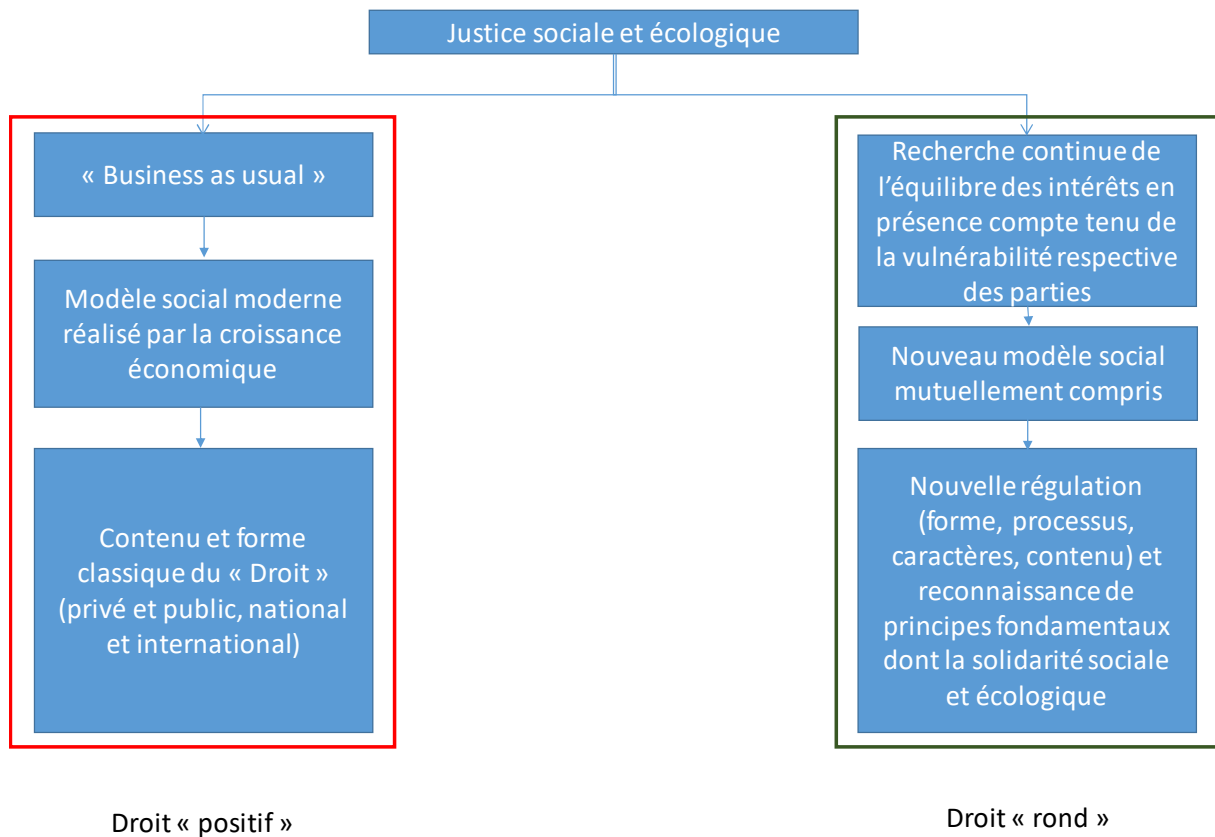 Justice sociale et écologique
« Business as usual »
Modèle social moderne
réalisé par la croissance
économique
Contenu et forme
classique du « Droit »
(privé et public, national
et international)
Droit « positif »
Recherche continue de
l’équilibre des intérêts en
présence compte tenu de
la vulnérabilité respective
des parties
Nouveau modèle social
mutuellement compris
Nouvelle régulation
(forme, processus,
caractères, contenu) et
reconnaissance de
principes fondamentaux
dont la solidarité sociale
et écologique
Droit « rond »